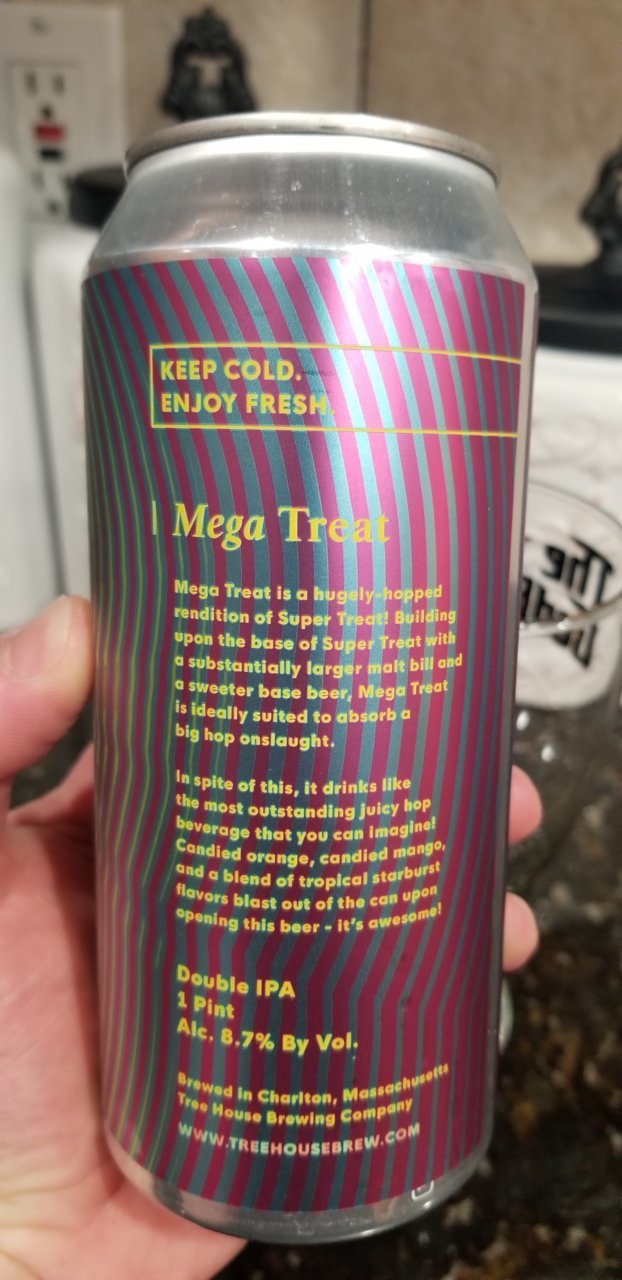 KEEP COLD.
ENJOY FRESH.
Mega Treat
Mega Treat is a hugely-hopped
rendition of Super Treat! Building
upon the base of Super Treat with
a substantially larger malt bill and
a sweeter base beer, Mega Treat
is ideally suited to absorb a
big hop onslaught.
In spite of this, it drinks like
the most outstanding juicy hop
beverage that you can imagine!
Candied orange, candied mango,
and a blend of tropical starburst
flavors blast out of the can upon
opening this beer - it's awesome!
Double IPA
1 Pint
Alc. 8.7% By Vol.
Brewed in Charlton, Massachusetts
Tree House Brewing Company
WWW.TREEHOUSEBREW.COM
The